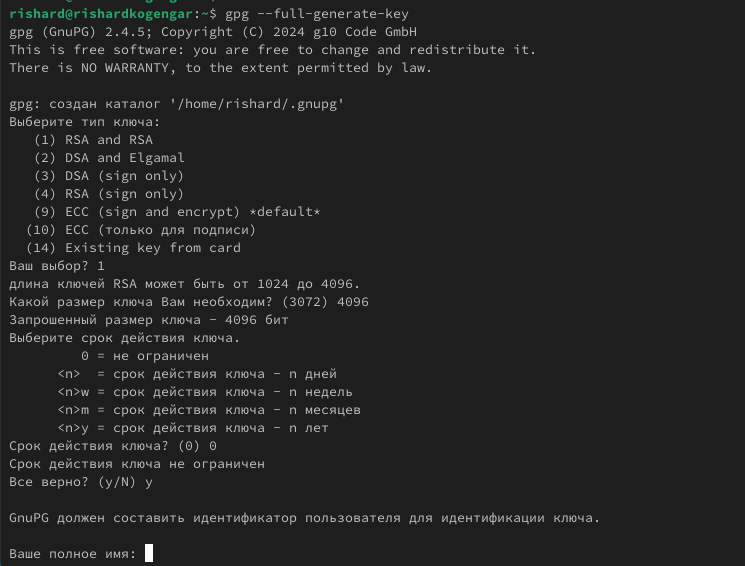 rishard@rishardkogengar:~$ gpg --full-generate-key
gpg (GnuPG) 2.4.5; Copyright (C) 2024 g10 Code GmbH
This is free software: you are free to change and redistribute it.
There is NO WARRANTY, to the extent permitted by law.

gpg: создан каталог '/home/rishard/.gnupg'
Выберите тип ключа:
   (1) RSA and RSA
   (2) DSA and Elgamal
   (3) DSA (sign only)
   (4) RSA (sign only)
   (9) ECC (sign and encrypt) *default*
  (10) ECC (только для подписи)
  (14) Existing key from card
Ваш выбор? 1
длина ключей RSA может быть от 1024 до 4096.
Какой размер ключа Вам необходим? (3072) 4096
Запрошенный размер ключа - 4096 бит
Выберите срок действия ключа.
         0 = не ограничен
      <n>  = срок действия ключа - n дней
      <n>w = срок действия ключа - n недель
      <n>m = срок действия ключа - n месяцев
      <n>y = срок действия ключа - n лет
Срок действия ключа? (0) 0
Срок действия ключа не ограничен
Все верно? (y/N) y

GnuPG должен составить идентификатор пользователя для идентификации ключа.

Ваше полное имя: